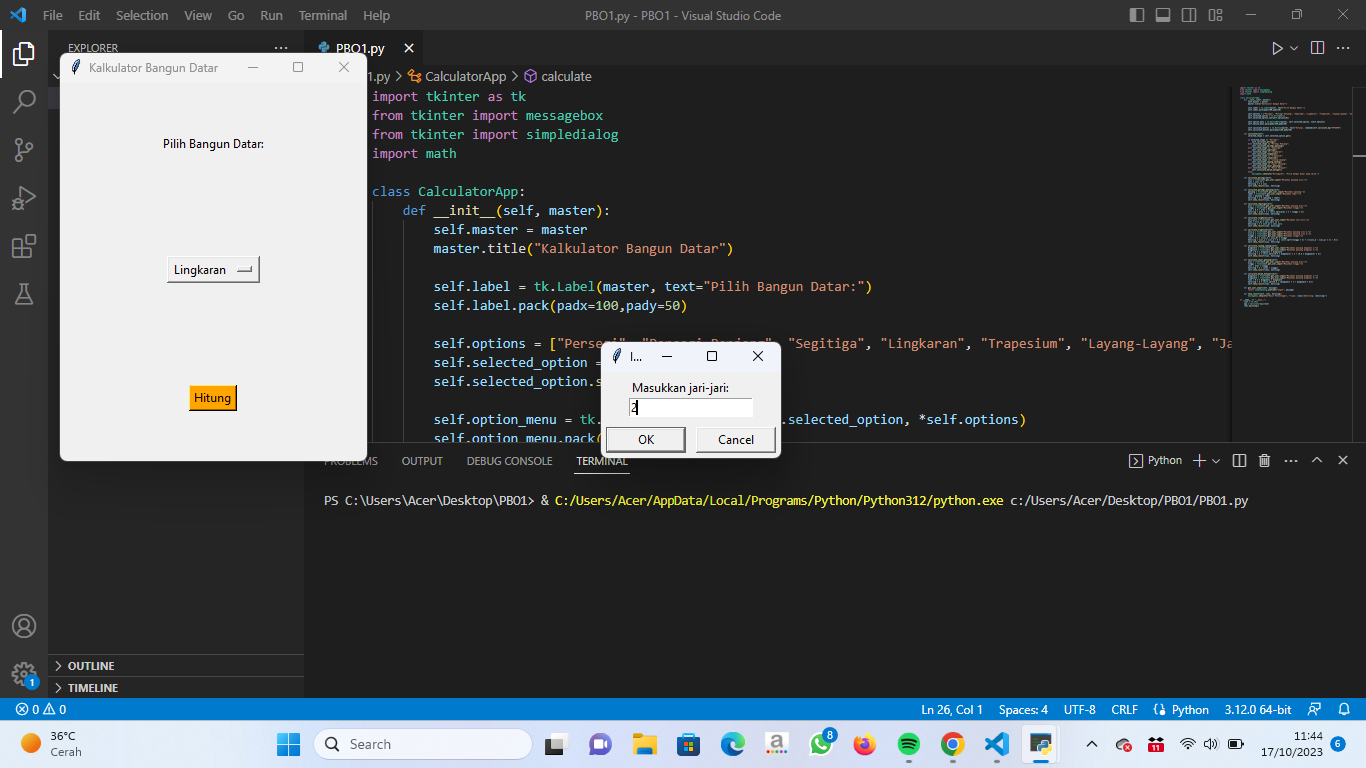 File Edit Selection View Go Run Terminal Help
PBO1.py - PBO1 - Visual Studio Code
EXPLORER
PBO1.py
1.py > CalculatorApp > calculate
Kalkulator Bangun Datar
Pilih Bangun Datar:
Lingkaran
Hitung
import tkinter as tk
from tkinter import messagebox
from tkinter import simpledialog
import math
class CalculatorApp:
def __init__(self, master):
self.master = master
master.title("Kalkulator Bangun Datar")
self.label = tk.Label(master, text="Pilih Bangun Datar:")
self.label.pack(padx=100,pady=50)
self.options = ["Perse "Segitiga", "Lingkaran", "Trapesium", "Layang-Layang", "Ja
self.selected_option =
self.selected_option.s
self.option_menu = tk. .selected_option, *self.options)
self.option_menu.pack(
I...
Masukkan jari-jari:
2
OK Cancel
PROBLEMS OUTPUT DEBUG CONSOLE TERMINAL
Python
PS C:\Users\Acer\Desktop\PBO1> & C:/Users/Acer/AppData/Local/Programs/Python/Python312/python.exe c:/Users/Acer/Desktop/PBO1/PBO1.py
OUTLINE
TIMELINE
1
0 0
Ln 26, Col 1 Spaces: 4 UTF-8 CRLF Python 3.12.0 64-bit
36°C
Cerah
Search
a
8
11
11:44
17/10/2023
6